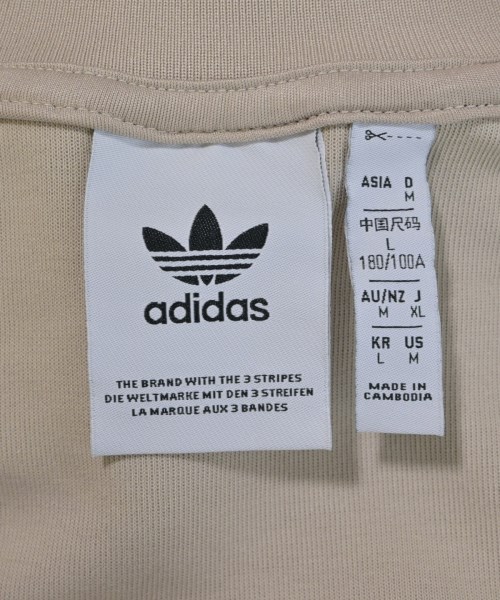 adidas
THE BRAND WITH THE 3 STRIPES
DIE WELTMARKE MIT DEN 3 STREIFEN
LA MARQUE AUX 3 BANDES
ASIA D
M
中国尺码
L
180/100A
AU/NZ J
M XL
KR US
L M
MADE IN
CAMBODIA